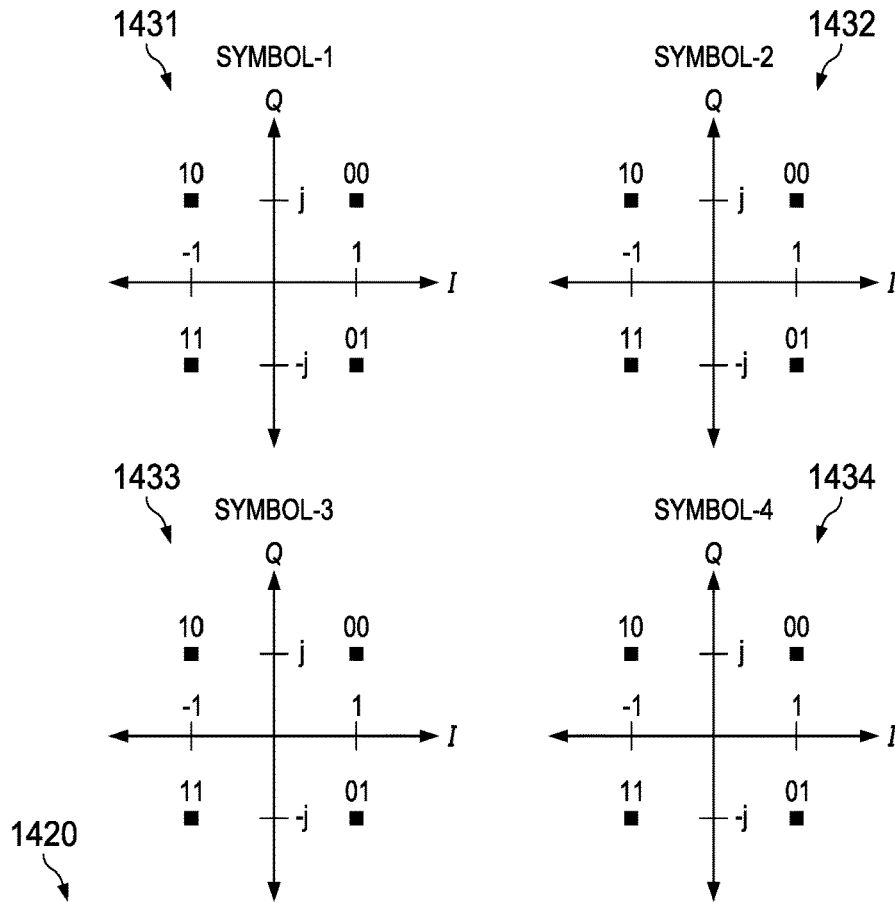 1431 1432
SYMBOL-1 SYMBOL-2
Q Q
10 00 10 00
j j
-1 1 -1 1
I I
11 01 11 01
-j -j
1433 1434
SYMBOL-3 SYMBOL-4
Q Q
10 00 10 00
j j
-1 1 -1 1
I I
11 01 11 01
-j -j
1420